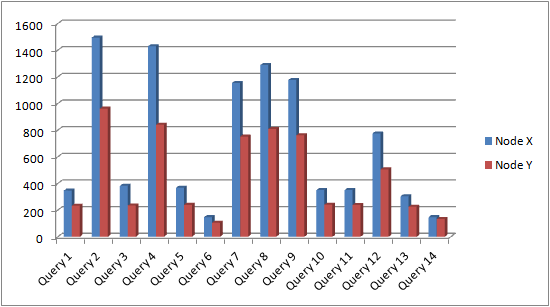 1600
1400
1200
1000
800
600
400
200
0
Query 1
Query 2
Query 3
Query 4
Query 5
Query 6
Query 7
Query 8
Query 9
Query 10
Query 11
Query 12
Query 13
Query 14
Node X
Node Y